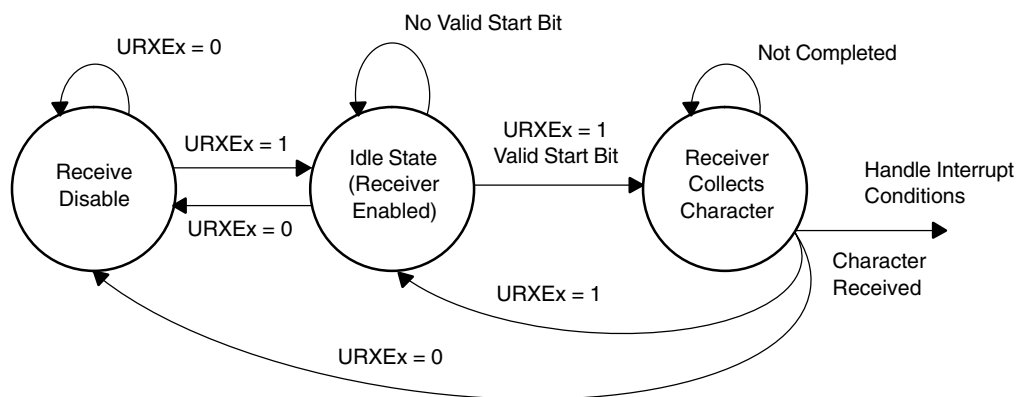 No Valid Start Bit
URXEx = 0
Not Completed
URXEx = 1
URXEx = 1
Valid Start Bit
Receive
Disable
Idle State
(Receiver
Enabled)
Receiver
Collects
Character
Handle Interrupt
Conditions
URXEx = 0
Character
Received
URXEx = 1
URXEx = 0